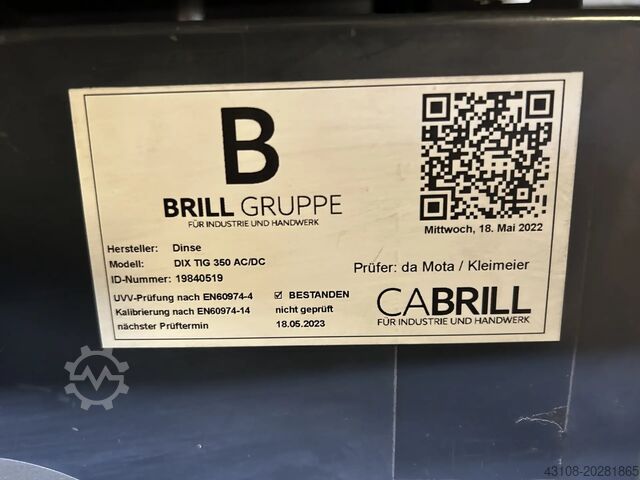 B
BRILL GRUPPE
FÜR INDUSTRIE UND HANDWERK
Mittwoch, 18. Mai 2022
Hersteller: Dinse
Modell: DIX TIG 350 AC/DC
ID-Nummer: 19840519
Prüfer: da Mota / Kleimeier
UVV-Prüfung nach EN60974-4 ☑ BESTANDEN
Kalibrierung nach EN60974-14 nicht geprüft
nächster Prüftermin 18.05.2023
CABRILL
FÜR INDUSTRIE UND HANDWERK
43108-20281865